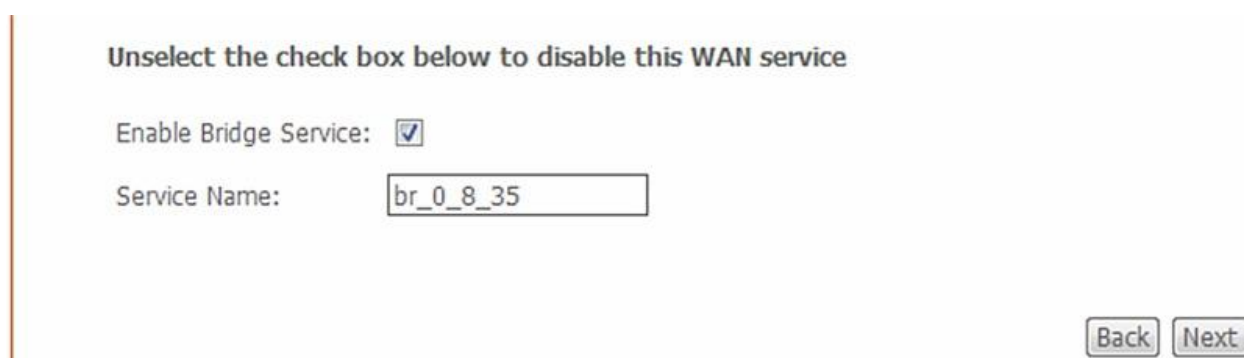 Unselect the check box below to disable this WAN service
Enable Bridge Service:
Service Name: br_0_8_35
Back Next